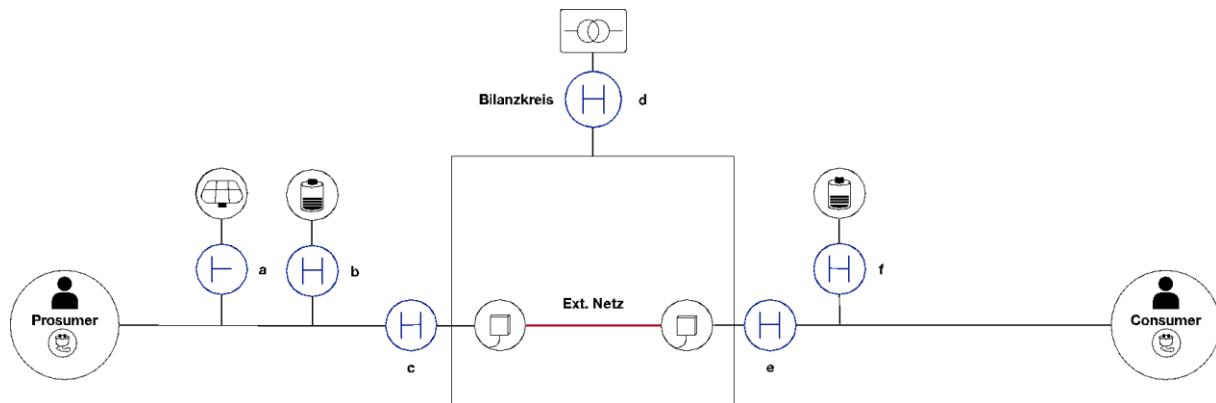 Bilanzkreis
d
a
b
f
Prosumer
Ext. Netz
Consumer
c
e